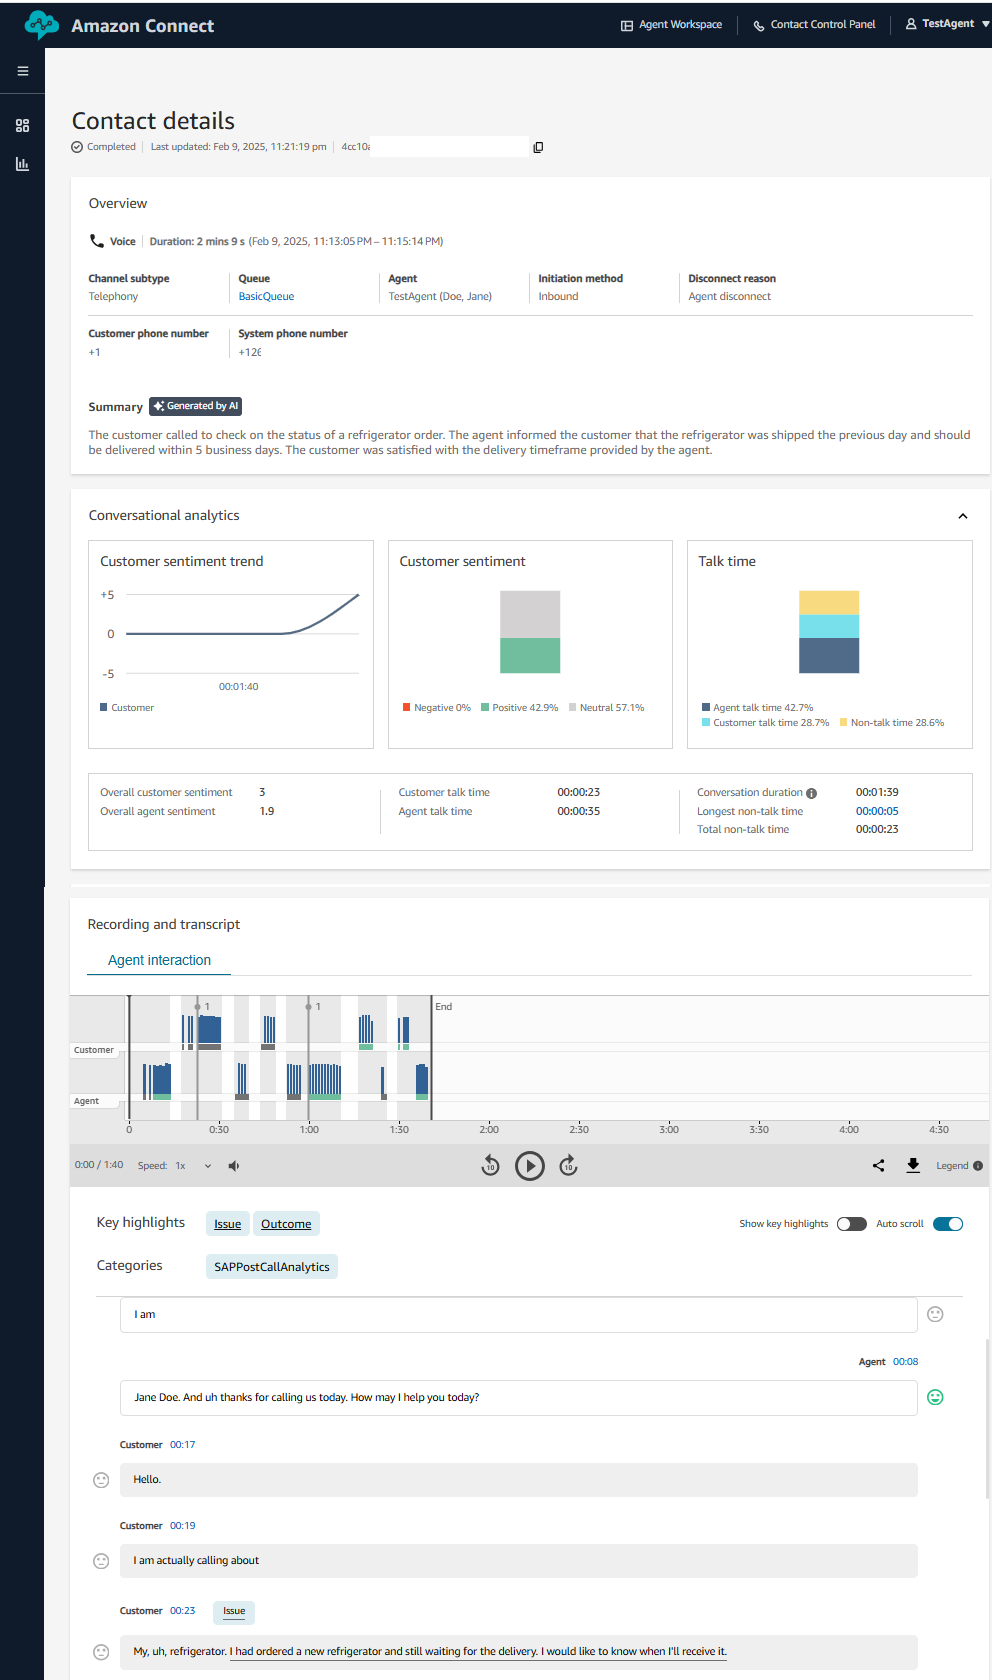 Amazon Connect
Agent Workspace
Contact Control Panel
TestAgent
Contact details
Completed
Last updated: Feb 9, 2025, 11:21:19 pm
4cc10
Overview
Voice
Duration: 2 mins 9 s (Feb 9, 2025, 11:13:05 PM – 11:15:14 PM)
Channel subtype
Telephony
Queue
BasicQueue
Agent
TestAgent (Doe, Jane)
Initiation method
Inbound
Disconnect reason
Agent disconnect
Customer phone number
+1
System phone number
+12
Summary
Generated by AI
The customer called to check on the status of a refrigerator order. The agent informed the customer that the refrigerator was shipped the previous day and should
be delivered within 5 business days. The customer was satisfied with the delivery timeframe provided by the agent.
Conversational analytics
Customer sentiment trend
+5
0
-5
00:01:40
Customer
Customer sentiment
Negative 0%
Positive 42.9%
Neutral 57.1%
Talk time
Agent talk time 42.7%
Customer talk time 28.7%
Non-talk time 28.6%
Overall customer sentiment 3
Overall agent sentiment 1.9
Customer talk time 00:00:23
Agent talk time 00:00:35
Conversation duration 00:01:39
Longest non-talk time 00:00:05
Total non-talk time 00:00:23
Recording and transcript
Agent interaction
1
1
End
Customer
Agent
0 0:30 1:00 1:30 2:00 2:30 3:00 3:30 4:00 4:30
0:00 / 1:40
Speed: 1x
10
10
Legend
Key highlights
Issue
Outcome
Show key highlights
Auto scroll
Categories
SAPPostCallAnalytics
I am
Agent 00:08
Jane Doe. And uh thanks for calling us today. How may I help you today?
Customer 00:17
Hello.
Customer 00:19
I am actually calling about
Customer 00:23
Issue
My, uh, refrigerator. I had ordered a new refrigerator and still waiting for the delivery. I would like to know when I'll receive it.